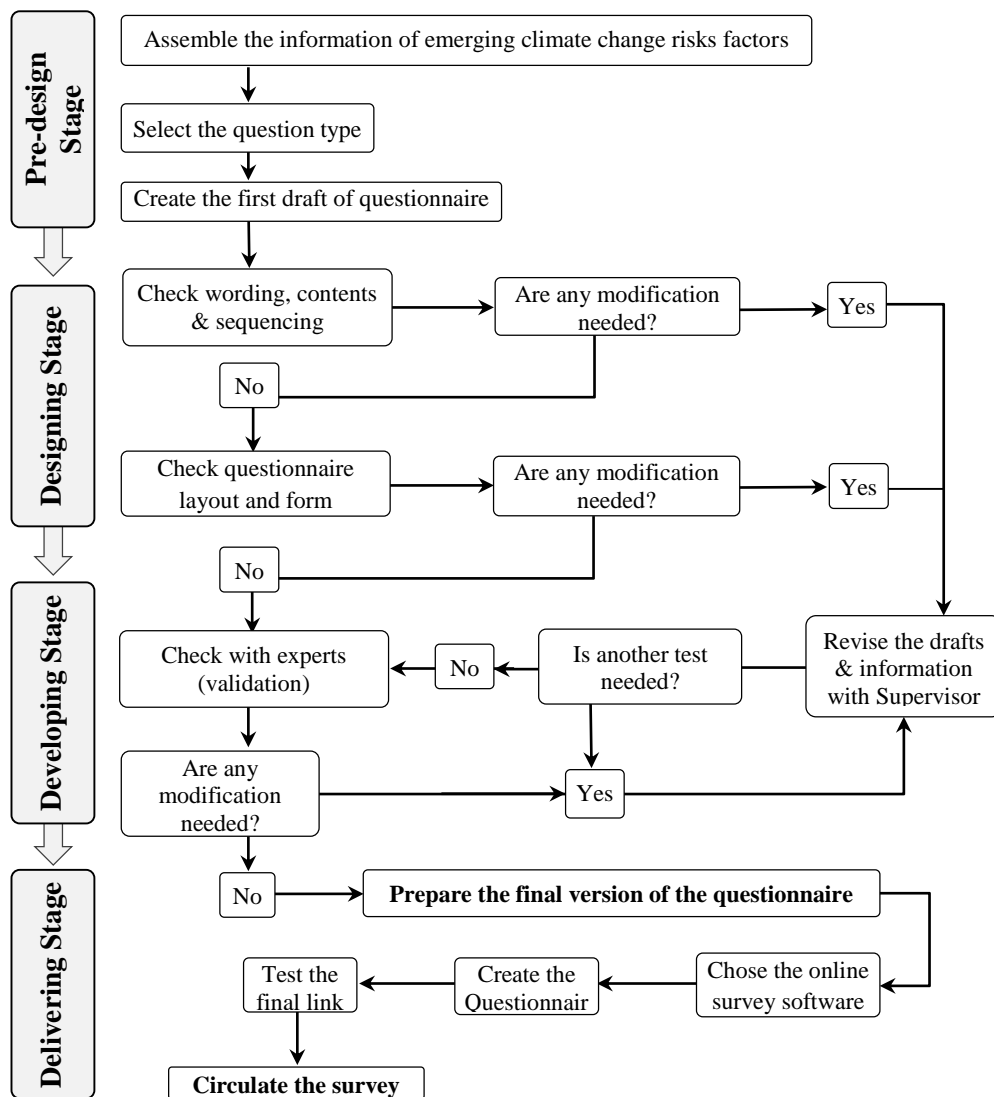 Pre-design
Stage
Assemble the information of emerging climate change risks factors
Select the question type
Create the first draft of questionnaire
Designing Stage
Check wording, contents
& sequencing
Are any modification
needed?
Yes
No
Check questionnaire
layout and form
Are any modification
needed?
Yes
No
Developing Stage
Check with experts
(validation)
No
Is another test
needed?
Revise the drafts
& information
with Supervisor
Are any
modification
needed?
Yes
Delivering Stage
No
Prepare the final version of the questionnaire
Chose the online
survey software
Create the
Questionnair
Test the
final link
Circulate the survey